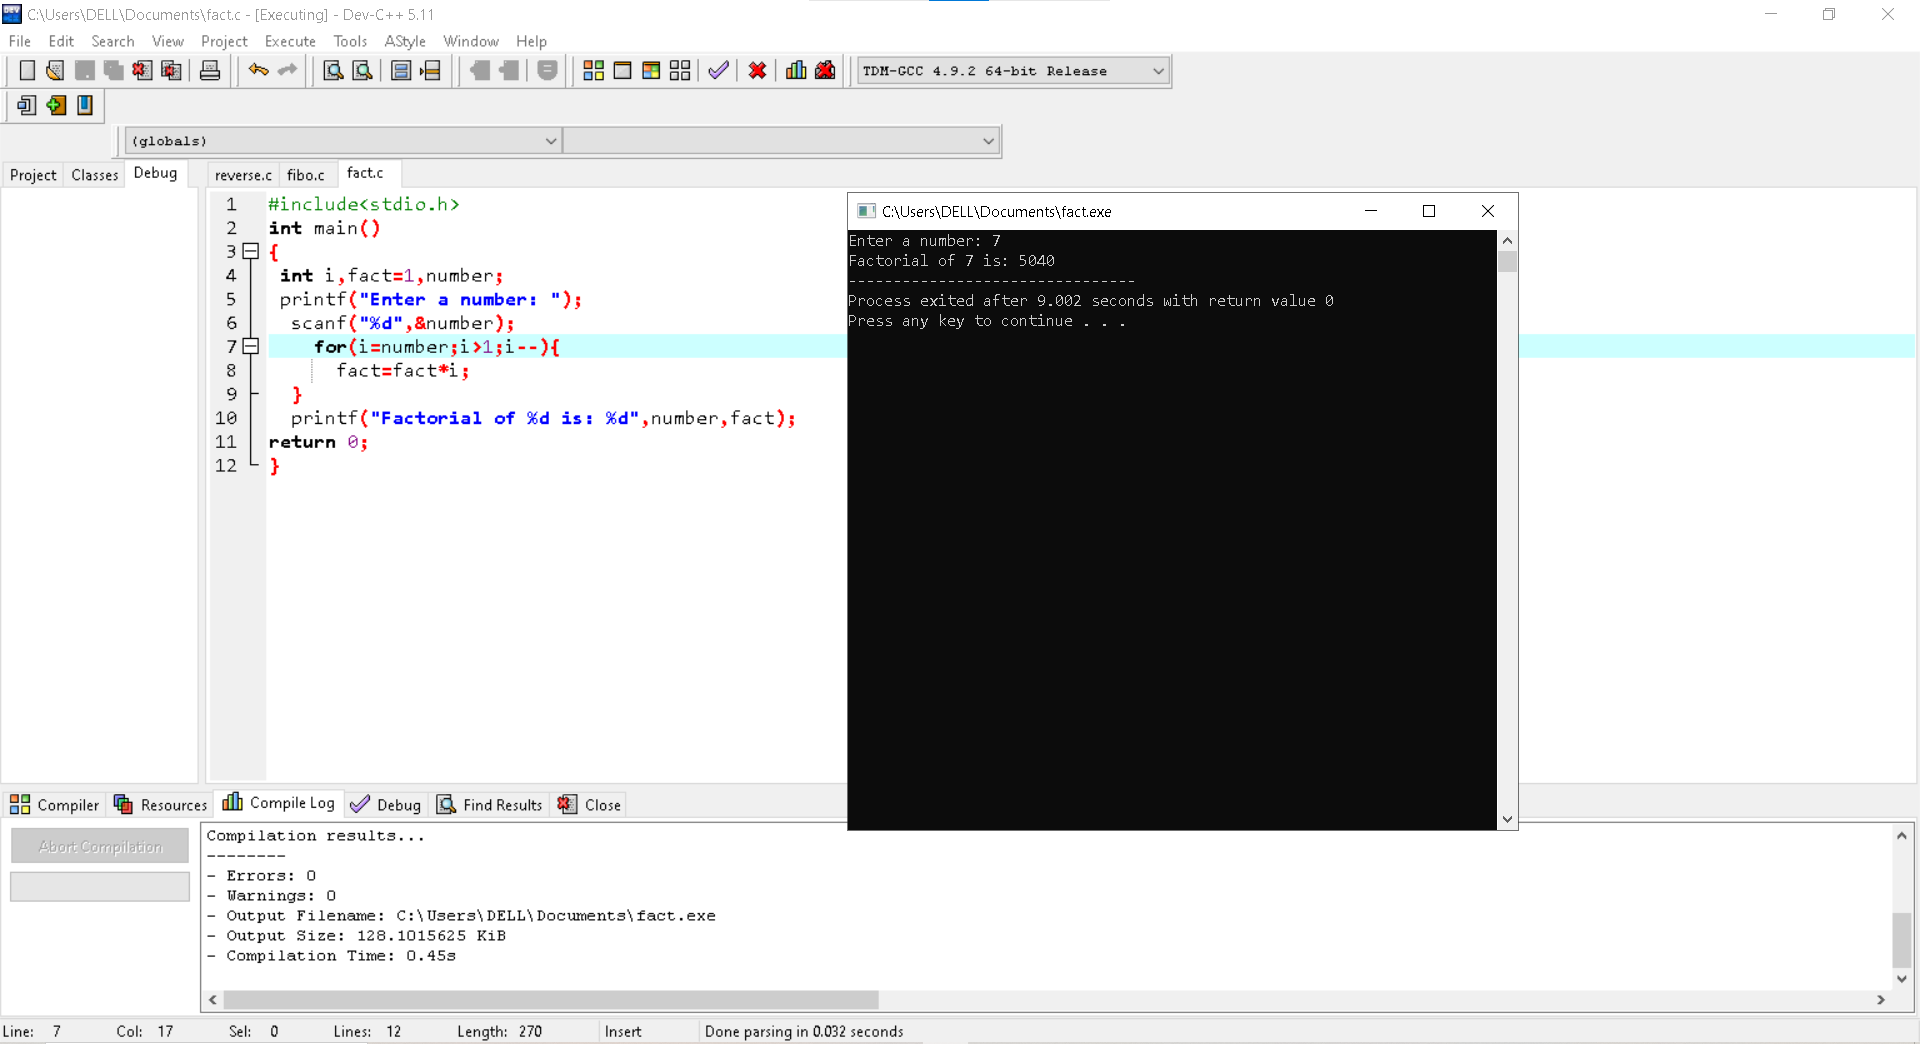 C:\Users\DELL\Documents\fact.c - [Executing] - Dev-C++ 5.11
File Edit Search View Project Execute Tools AStyle Window Help
TDM-GCC 4.9.2 64-bit Release
(globals)
Project Classes Debug
reverse.c fibo.c fact.c
1 #include<stdio.h>
2 int main()
3 {
4 int i,fact=1,number;
5 printf("Enter a number: ");
6 scanf("%d",&number);
7 for(i=number;i>1;i--){
8 fact=fact*i;
9 }
10 printf("Factorial of %d is: %d",number,fact);
11 return 0;
12 }
C:\Users\DELL\Documents\fact.exe
Enter a number: 7
Factorial of 7 is: 5040
--------------------------------
Process exited after 9.002 seconds with return value 0
Press any key to continue . . .
Compiler Resources Compile Log Debug Find Results Close
Abort Compilation
Compilation results...
--------
- Errors: 0
- Warnings: 0
- Output Filename: C:\Users\DELL\Documents\fact.exe
- Output Size: 128.1015625 KiB
- Compilation Time: 0.45s
Line: 7 Col: 17 Sel: 0 Lines: 12 Length: 270 Insert Done parsing in 0.032 seconds